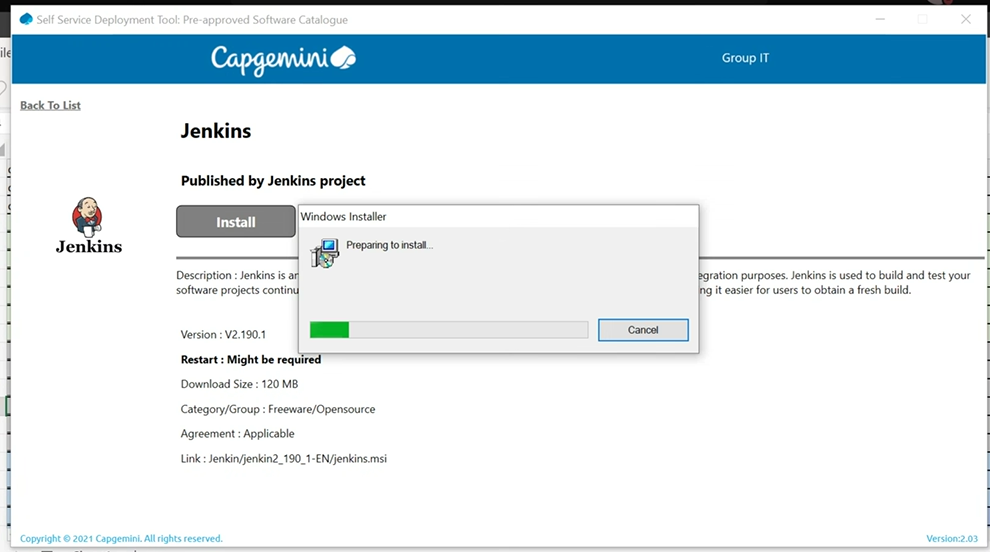 Self Service Deployment Tool: Pre-approved Software Catalogue
Capgemini
Group IT
Back To List
Jenkins
Published by Jenkins project
Install
Jenkins
Windows Installer
Preparing to install...
Cancel
Description : Jenkins is an egration purposes. Jenkins is used to build and test your
software projects continu ng it easier for users to obtain a fresh build.
Version : V2.190.1
Restart : Might be required
Download Size : 120 MB
Category/Group : Freeware/Opensource
Agreement : Applicable
Link : Jenkin/jenkin2_190_1-EN/jenkins.msi
Copyright © 2021 Capgemini. All rights reserved.
Version:2.03